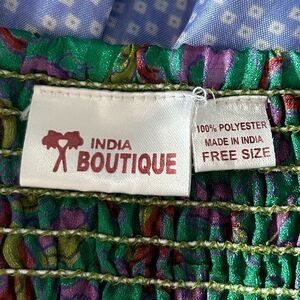 INDIA
BOUTIQUE
100% POLYESTER
MADE IN INDIA
FREE SIZE